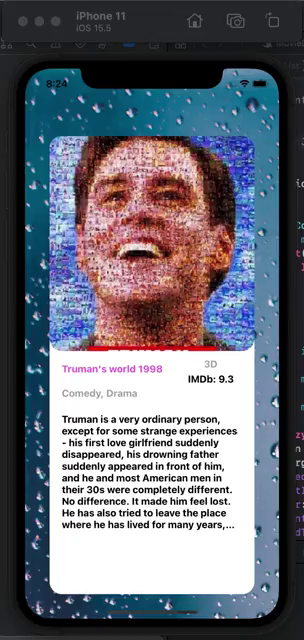 iPhone 11
iOS 15.5
8:24
Truman's world 1998
3D
IMDb: 9.3
Comedy, Drama
Truman is a very ordinary person,
except for some strange experiences
- his first love girlfriend suddenly
disappeared, his drowning father
suddenly appeared in front of him,
and he and most American men in
their 30s were completely different.
No difference. It made him feel lost.
He has also tried to leave the place
where he has lived for many years,...